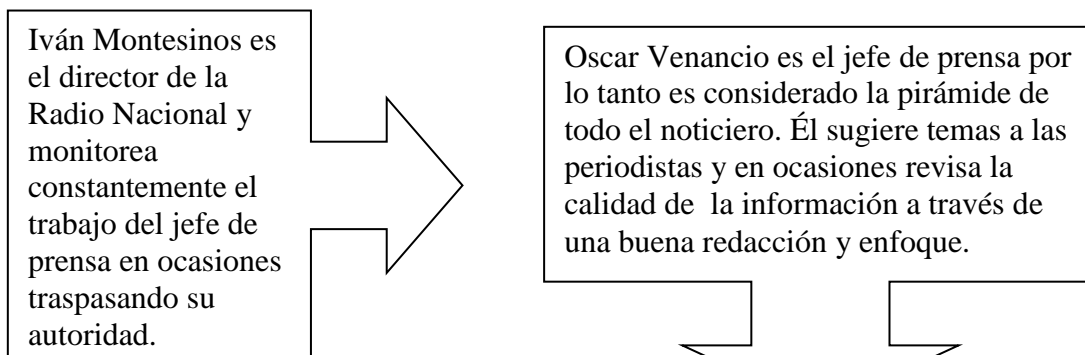 Iván Montesinos es
el director de la
Radio Nacional y
monitorea
constantemente el
trabajo del jefe de
prensa en ocasiones
traspasando su
autoridad.
Oscar Venancio es el jefe de prensa por
lo tanto es considerado la pirámide de
todo el noticiero. Él sugiere temas a las
periodistas y en ocasiones revisa la
calidad de  la información a través de
una buena redacción y enfoque.